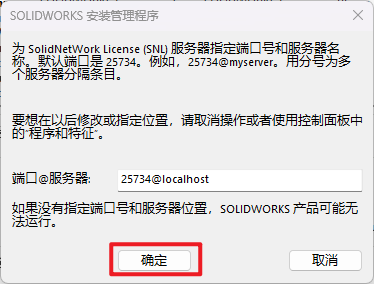 SOLIDWORKS 安装管理程序
为 SolidNetWork License (SNL) 服务器指定端口号和服务器名
称。默认端口是 25734。例如，25734@myserver。用分号为多
个服务器分隔条目。
要想在以后修改或指定位置，请取消操作或者使用控制面板中
的"程序和特征"。
端口@服务器:
25734@localhost
如果没有指定端口号和服务器位置，SOLIDWORKS 产品可能无
法运行。
确定
取消